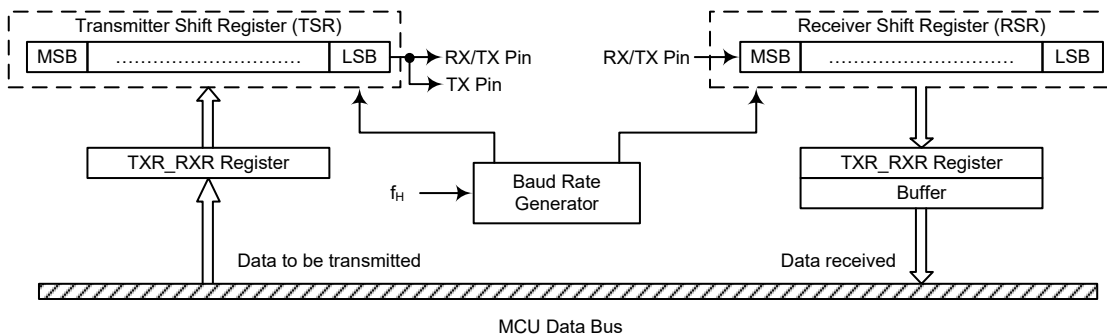 Transmitter Shift Register (TSR)
MSB ................................ LSB
RX/TX Pin
TX Pin
Receiver Shift Register (RSR)
RX/TX Pin
MSB ................................ LSB
TXR_RXR Register
Baud Rate
Generator
fH
TXR_RXR Register
Buffer
Data to be transmitted
Data received
MCU Data Bus